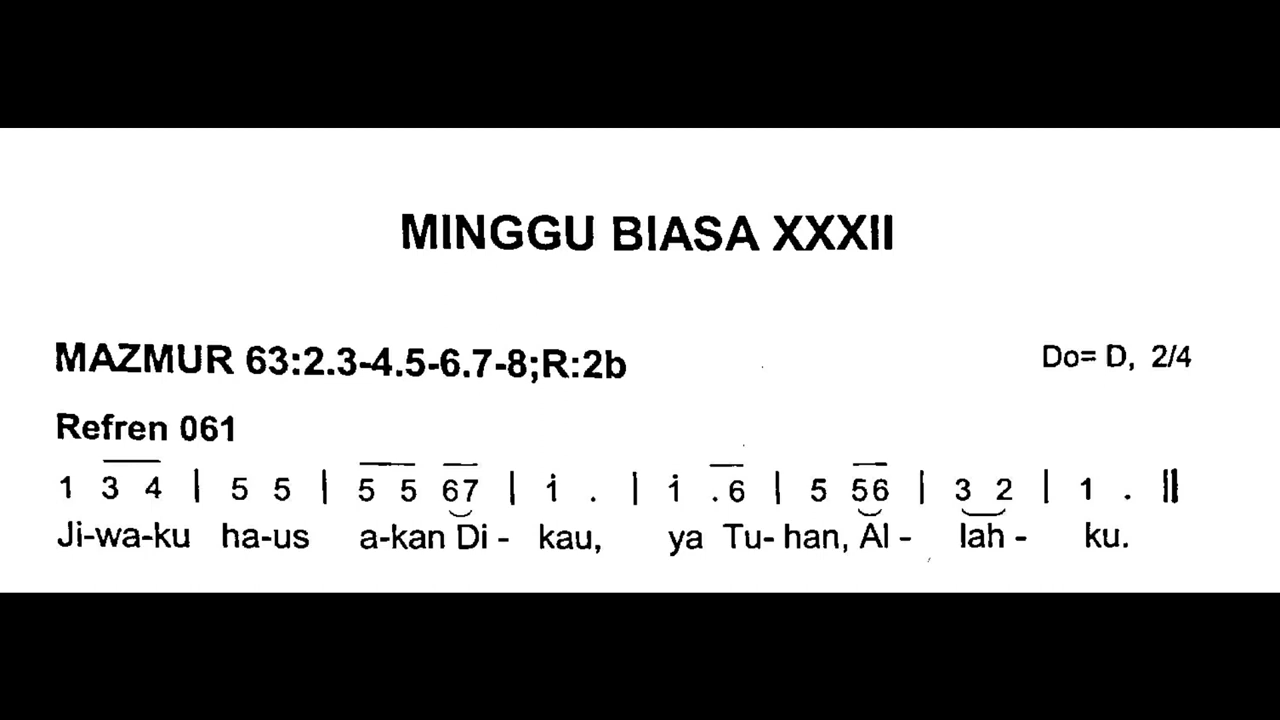 MINGGU BIASA XXXII
MAZMUR 63:2.3-4.5-6.7-8;R:2b
Do= D, 2/4
Refren 061
1 3 4 | 5 5 | 5 5 67 | i . | i .6 | 5 56 | 3 2 | 1 . ||
Ji-wa-ku ha-us a-kan Di - kau, ya Tu- han, Al - lah - ku.